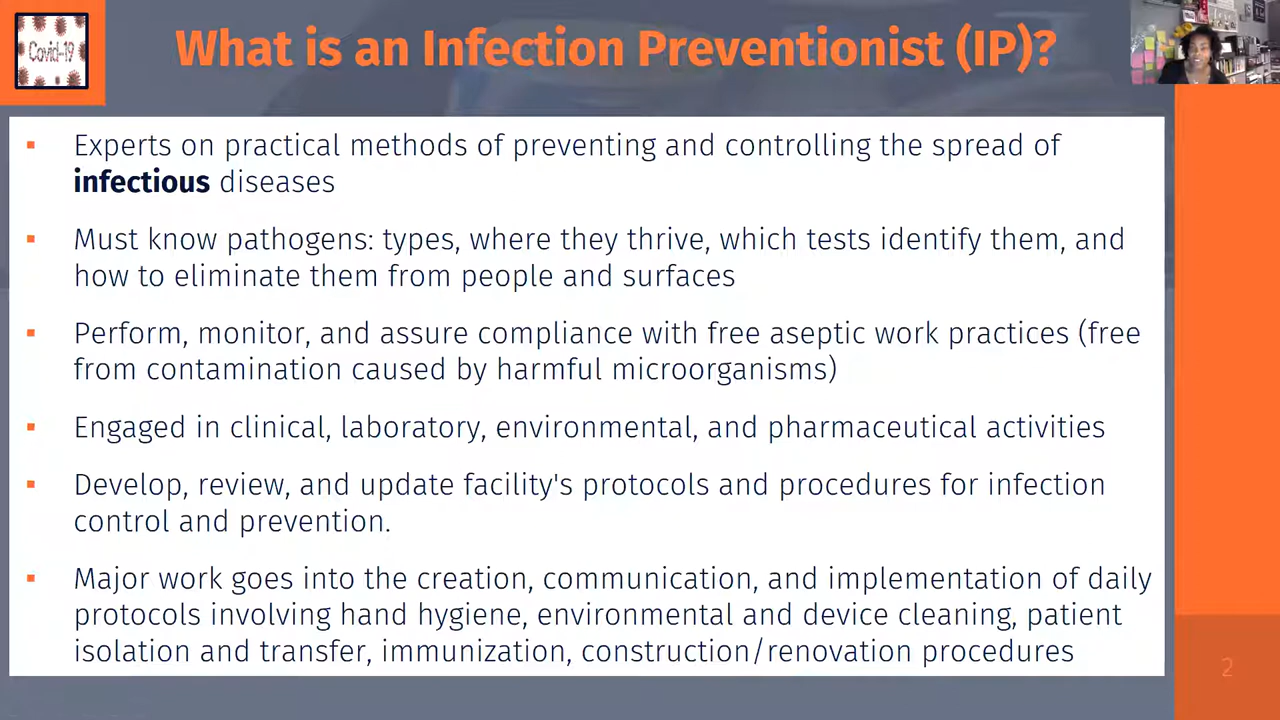 Covid-19
What is an Infection Preventionist (IP)?
Experts on practical methods of preventing and controlling the spread of
infectious diseases
Must know pathogens: types, where they thrive, which tests identify them, and
how to eliminate them from people and surfaces
Perform, monitor, and assure compliance with free aseptic work practices (free
from contamination caused by harmful microorganisms)
Engaged in clinical, laboratory, environmental, and pharmaceutical activities
Develop, review, and update facility's protocols and procedures for infection
control and prevention.
Major work goes into the creation, communication, and implementation of daily
protocols involving hand hygiene, environmental and device cleaning, patient
isolation and transfer, immunization, construction/renovation procedures
2